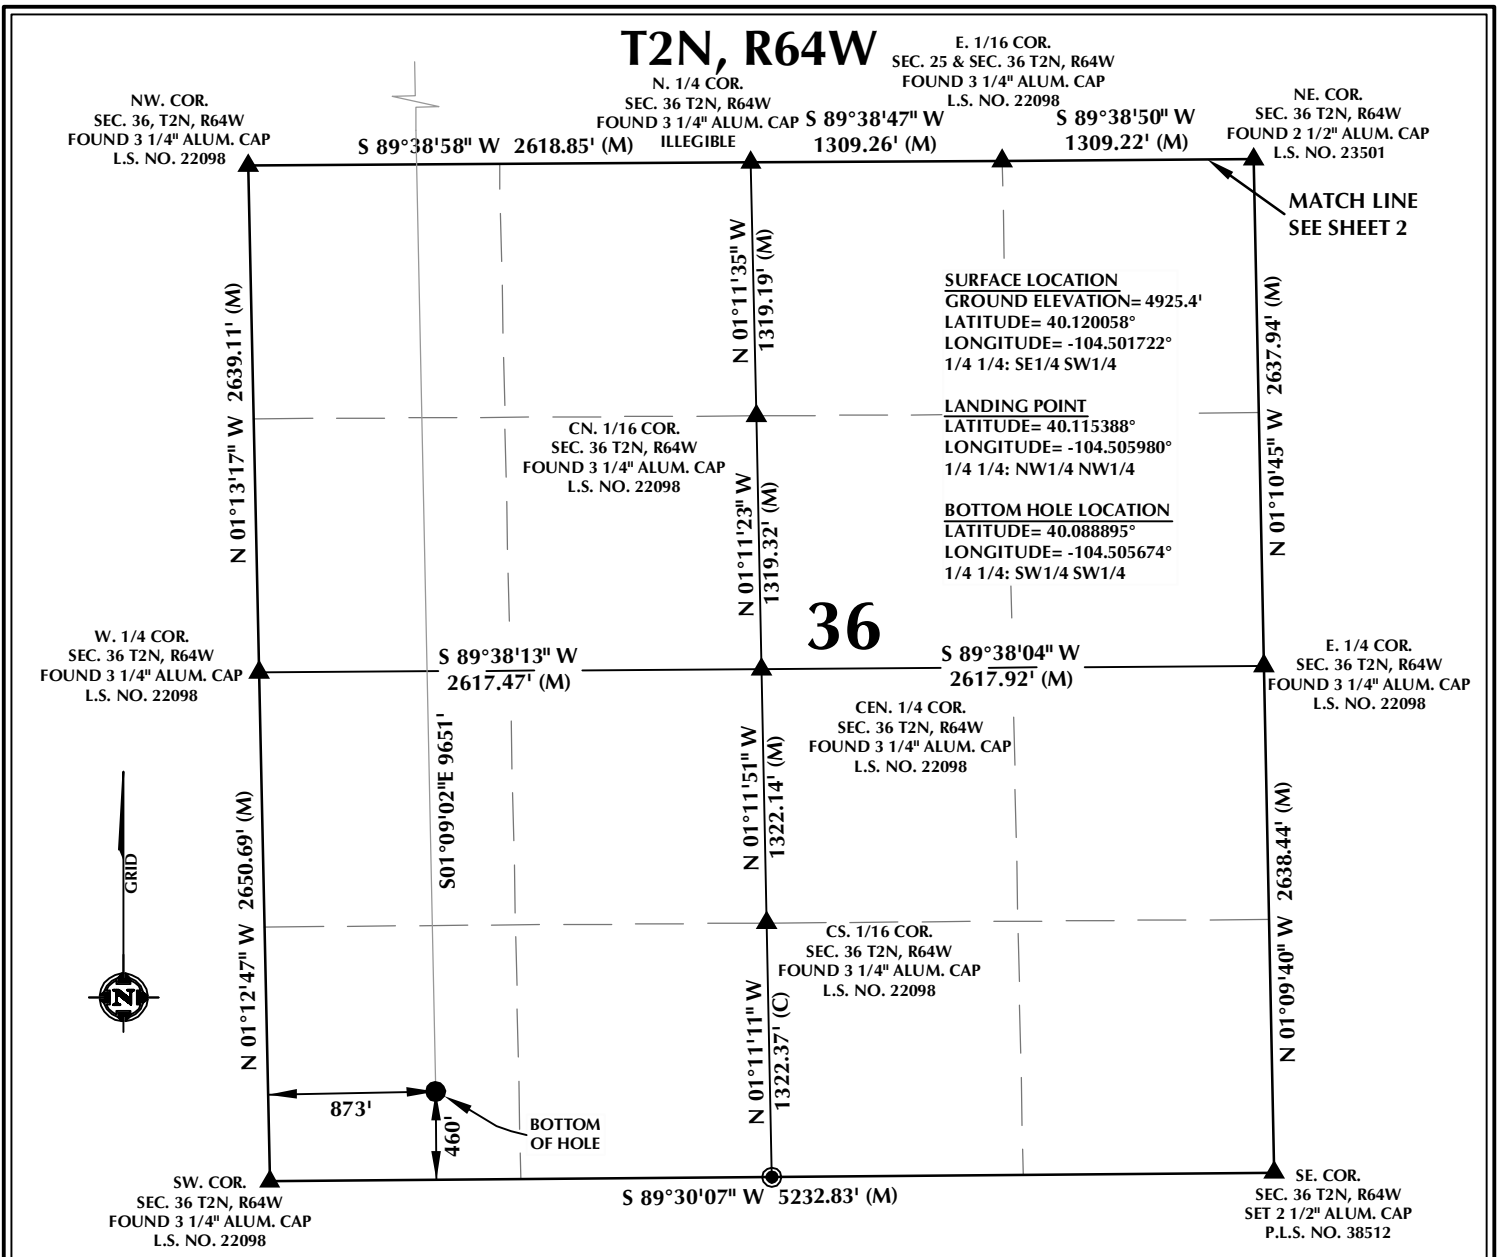 T2N, R64W
NW. COR.
SEC. 36, T2N, R64W
FOUND 3 1/4" ALUM. CAP
L.S. NO. 22098
N. 1/4 COR.
SEC. 36 T2N, R64W
FOUND 3 1/4" ALUM. CAP
ILLEGIBLE
E. 1/16 COR.
SEC. 25 & SEC. 36 T2N, R64W
FOUND 3 1/4" ALUM. CAP
L.S. NO. 22098
NE. COR.
SEC. 36 T2N, R64W
FOUND 2 1/2" ALUM. CAP
L.S. NO. 23501
S 89°38'58" W 2618.85' (M)
S 89°38'47" W
1309.26' (M)
S 89°38'50" W
1309.22' (M)
MATCH LINE
SEE SHEET 2
N 01°13'17" W 2639.11' (M)
N 01°11'35" W
1319.19' (M)
SURFACE LOCATION
GROUND ELEVATION= 4925.4'
LATITUDE= 40.120058°
LONGITUDE= -104.501722°
1/4 1/4: SE1/4 SW1/4
LANDING POINT
LATITUDE= 40.115388°
LONGITUDE= -104.505980°
1/4 1/4: NW1/4 NW1/4
BOTTOM HOLE LOCATION
LATITUDE= 40.088895°
LONGITUDE= -104.505674°
1/4 1/4: SW1/4 SW1/4
N 01°10'45" W 2637.94' (M)
CN. 1/16 COR.
SEC. 36 T2N, R64W
FOUND 3 1/4" ALUM. CAP
L.S. NO. 22098
N 01°11'23" W
1319.32' (M)
36
W. 1/4 COR.
SEC. 36 T2N, R64W
FOUND 3 1/4" ALUM. CAP
L.S. NO. 22098
S 89°38'13" W
2617.47' (M)
S 89°38'04" W
2617.92' (M)
E. 1/4 COR.
SEC. 36 T2N, R64W
FOUND 3 1/4" ALUM. CAP
L.S. NO. 22098
CEN. 1/4 COR.
SEC. 36 T2N, R64W
FOUND 3 1/4" ALUM. CAP
L.S. NO. 22098
S01°09'02"E 9651'
N 01°11'51" W
1322.14' (M)
GRID
N
N 01°12'47" W 2650.69' (M)
N 01°09'40" W 2638.44' (M)
CS. 1/16 COR.
SEC. 36 T2N, R64W
FOUND 3 1/4" ALUM. CAP
L.S. NO. 22098
N 01°11'11" W
1322.37' (C)
873'
460'
BOTTOM
OF HOLE
SW. COR.
SEC. 36 T2N, R64W
FOUND 3 1/4" ALUM. CAP
L.S. NO. 22098
S 89°30'07" W 5232.83' (M)
SE. COR.
SEC. 36 T2N, R64W
SET 2 1/2" ALUM. CAP
P.L.S. NO. 38512